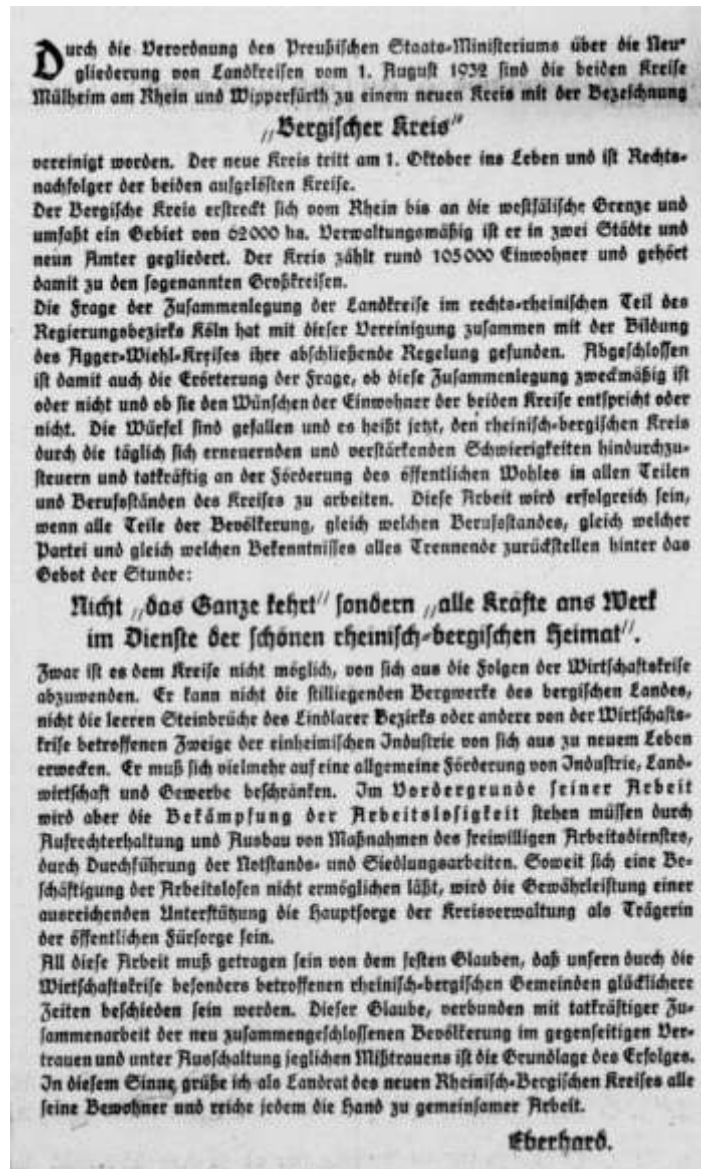 Durch die Verordnung des Preußischen Staats-Ministeriums über die Neu-
gliederung von Landkreisen vom 1. August 1932 sind die beiden Kreise
Mülheim am Rhein und Wipperfürth zu einem neuen Kreis mit der Bezeichnung
„Bergischer Kreis“
vereinigt worden. Der neue Kreis tritt am 1. Oktober ins Leben und ist Rechts-
nachfolger der beiden aufgelösten Kreise.
Der Bergische Kreis erstreckt sich vom Rhein bis an die westfälische Grenze und
umfaßt ein Gebiet von 62000 ha. Verwaltungsmäßig ist er in zwei Städte und
neun Ämter gegliedert. Der Kreis zählt rund 105000 Einwohner und gehört
damit zu den sogenannten Großkreisen.
Die Frage der Zusammenlegung der Landkreise im rechts-rheinischen Teil des
Regierungsbezirks Köln hat mit dieser Vereinigung zusammen mit der Bildung
des Agger-Wiehl-Kreises ihre abschließende Regelung gefunden. Abgeschlossen
ist damit auch die Erörterung der Frage, ob diese Zusammenlegung zweckmäßig ist
oder nicht und ob sie den Wünschen der Einwohner der beiden Kreise entspricht oder
nicht. Die Würfel sind gefallen und es heißt jetzt, den rheinisch-bergischen Kreis
durch die täglich sich erneuernden und verstärkenden Schwierigkeiten hindurchzu-
steuern und tatkräftig an der Förderung des öffentlichen Wohles in allen Teilen
und Berufsständen des Kreises zu arbeiten. Diese Arbeit wird erfolgreich sein,
wenn alle Teile der Bevölkerung, gleich welchen Berufsstandes, gleich welcher
Partei und gleich welchen Bekenntnisses alles Trennende zurückstellen hinter das
Gebot der Stunde:
Nicht „das Ganze kehrt“ sondern „alle Kräfte ans Werk
im Dienste der schönen rheinisch-bergischen Heimat“.
Zwar ist es dem Kreise nicht möglich, von sich aus die Folgen der Wirtschaftskrise
abzuwenden. Er kann nicht die stilliegenden Bergwerke des bergischen Landes,
nicht die leeren Steinbrüche des Lindlarer Bezirks oder andere von der Wirtschafts-
krise betroffenen Zweige der einheimischen Industrie von sich aus zu neuem Leben
erwecken. Er muß sich vielmehr auf eine allgemeine Förderung von Industrie, Land-
wirtschaft und Gewerbe beschränken. Im Vordergrunde seiner Arbeit
wird aber die Bekämpfung der Arbeitslosigkeit stehen müssen durch
Aufrechterhaltung und Ausbau von Maßnahmen des freiwilligen Arbeitsdienstes,
durch Durchführung der Notstands- und Siedlungsarbeiten. Soweit sich eine Be-
schäftigung der Arbeitslosen nicht ermöglichen läßt, wird die Gewährleistung einer
ausreichenden Unterstützung die Hauptsorge der Kreisverwaltung als Trägerin
der öffentlichen Fürsorge sein.
All diese Arbeit muß getragen sein von dem festen Glauben, daß unsern durch die
Wirtschaftskrise besonders betroffenen rheinisch-bergischen Gemeinden glücklichere
Zeiten beschieden sein werden. Dieser Glaube, verbunden mit tatkräftiger Zu-
sammenarbeit der neu zusammengeschlossenen Bevölkerung im gegenseitigen Ver-
trauen und unter Ausschaltung jeglichen Mißtrauens ist die Grundlage des Erfolges.
In diesem Sinne grüße ich als Landrat des neuen Rheinisch-Bergischen Kreises alle
seine Bewohner und reiche jedem die Hand zu gemeinsamer Arbeit.
Eberhard.